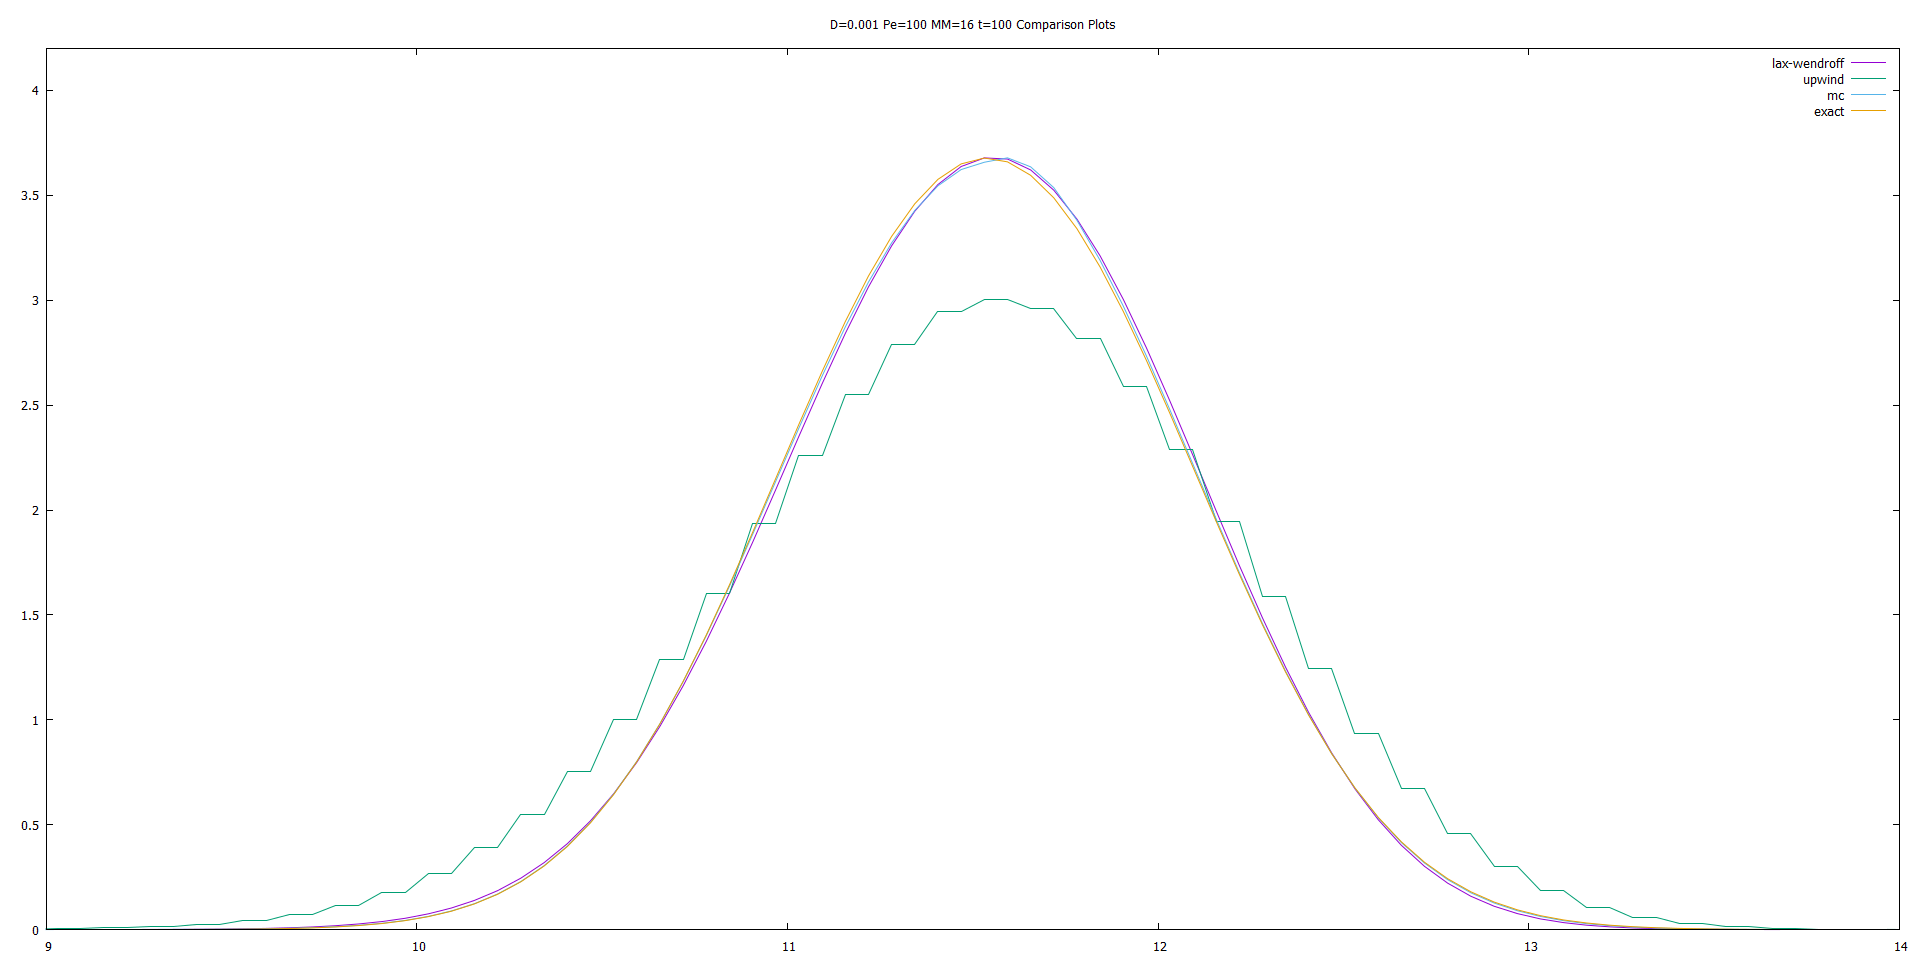 D=0.001 Pe=100 MM=16 t=100 Comparison Plots
lax-wendroff
upwind
mc
exact
4
3.5
3
2.5
2
1.5
1
0.5
0
9 10 11 12 13 14